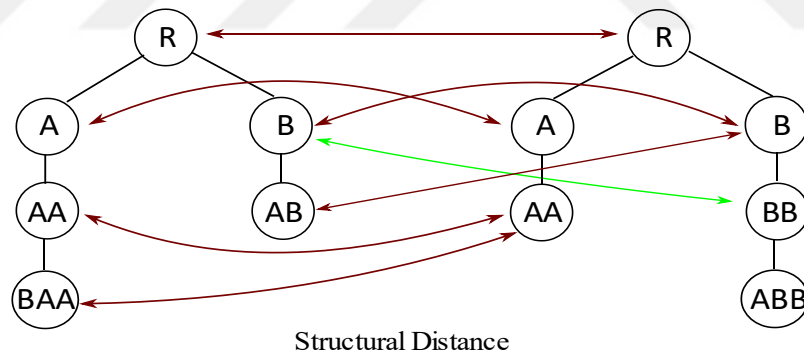 R R
A B A B
AA AB AA BB
BAA ABB
Structural Distance